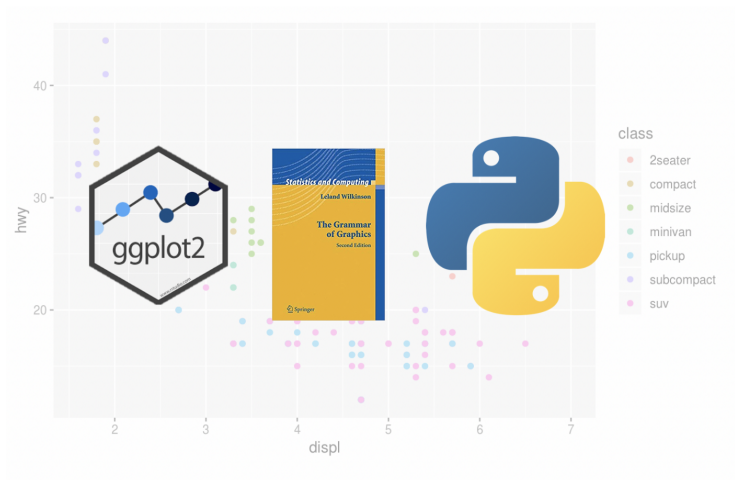 class
2seater
compact
midsize
minivan
pickup
subcompact
suv
40
30
20
hwy
ggplot2
Statistics and Computing
Leland Wilkinson
The Grammar
of Graphics
Second Edition
Springer
2
3
4
5
6
7
displ